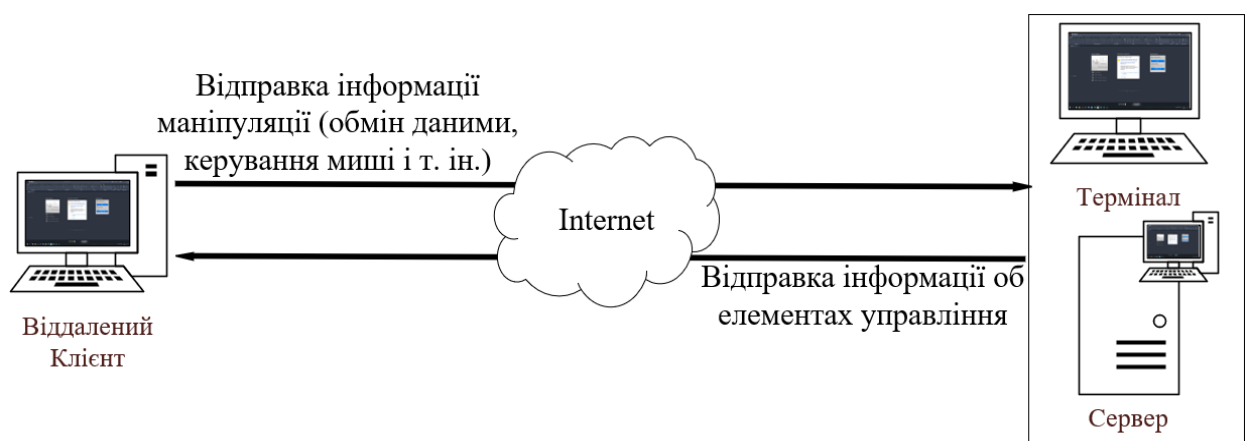 Відправка інформації
маніпуляції (обмін даними,
керування миші і т. ін.)
Internet
Відправка інформації об
елементах управління
Віддалений
Клієнт
Термінал
Сервер